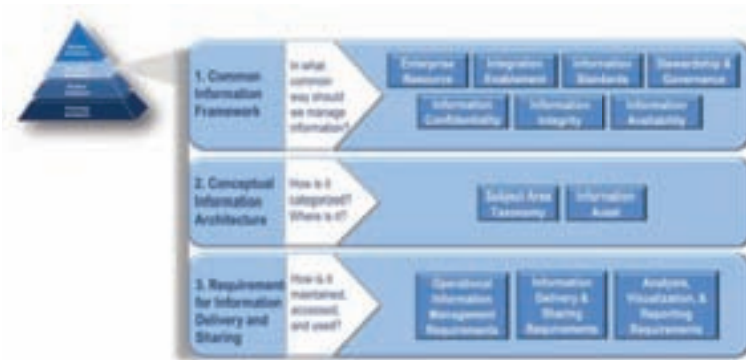 1. Common
Information
Framework
In what
common
way should
we manage
information?
Enterprise
Resource
Integration
Enablement
Information
Standards
Stewardship &
Governance
Information
Confidentiality
Information
Integrity
Information
Availability
2. Conceptual
Information
Architecture
How is it
categorized?
Where is it?
Subject Area
Taxonomy
Information
Asset
3. Requirement
for Information
Delivery and
Sharing
How is it
maintained,
accessed,
and used?
Operational
Information
Management
Requirements
Information
Delivery &
Sharing
Requirements
Analysis,
Visualization, &
Reporting
Requirements